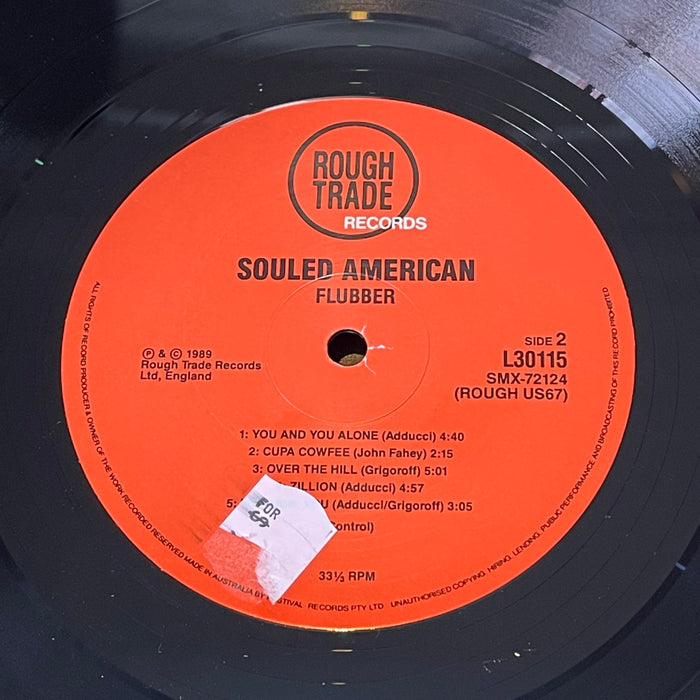 ROUGH
TRADE
RECORDS
SOULED AMERICAN
FLUBBER
℗ & © 1989
Rough Trade Records
Ltd, England
SIDE 2
L30115
SMX-72124
(ROUGH US67)
1: YOU AND YOU ALONE (Adducci) 4:40
2: CUPA COWFEE (John Fahey) 2:15
3: OVER THE HILL (Grigoroff) 5:01
ZILLION (Adducci) 4:57
5: (Adducci/Grigoroff) 3:05
Control)
FOR
33⅓ RPM
ALL RIGHTS OF RECORD PRODUCER & OWNER OF THE WORK RECORDED RESERVED MADE IN AUSTRALIA BY FESTIVAL RECORDS PTY LTD UNAUTHORISED COPYING, HIRING, LENDING, PUBLIC PERFORMANCE AND BROADCASTING OF THIS RECORD PROHIBITED